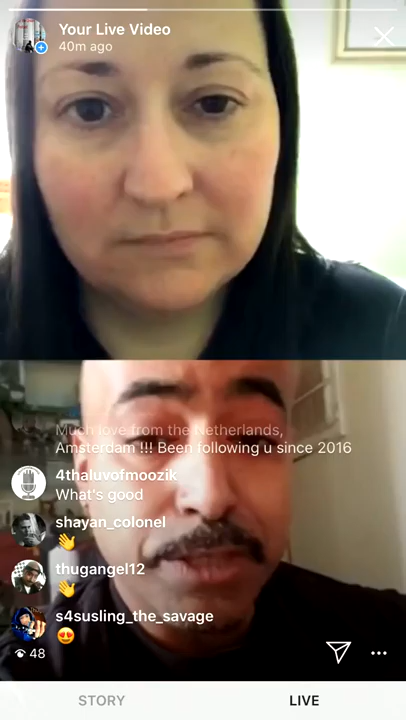 Your Live Video
40m ago
Much love from the Netherlands,
Amsterdam !!! Been following u since 2016
4thaluvofmoozik
What's good
shayan_colonel
👋
thugangel12
👋
s4susling_the_savage
😍
48
STORY
LIVE